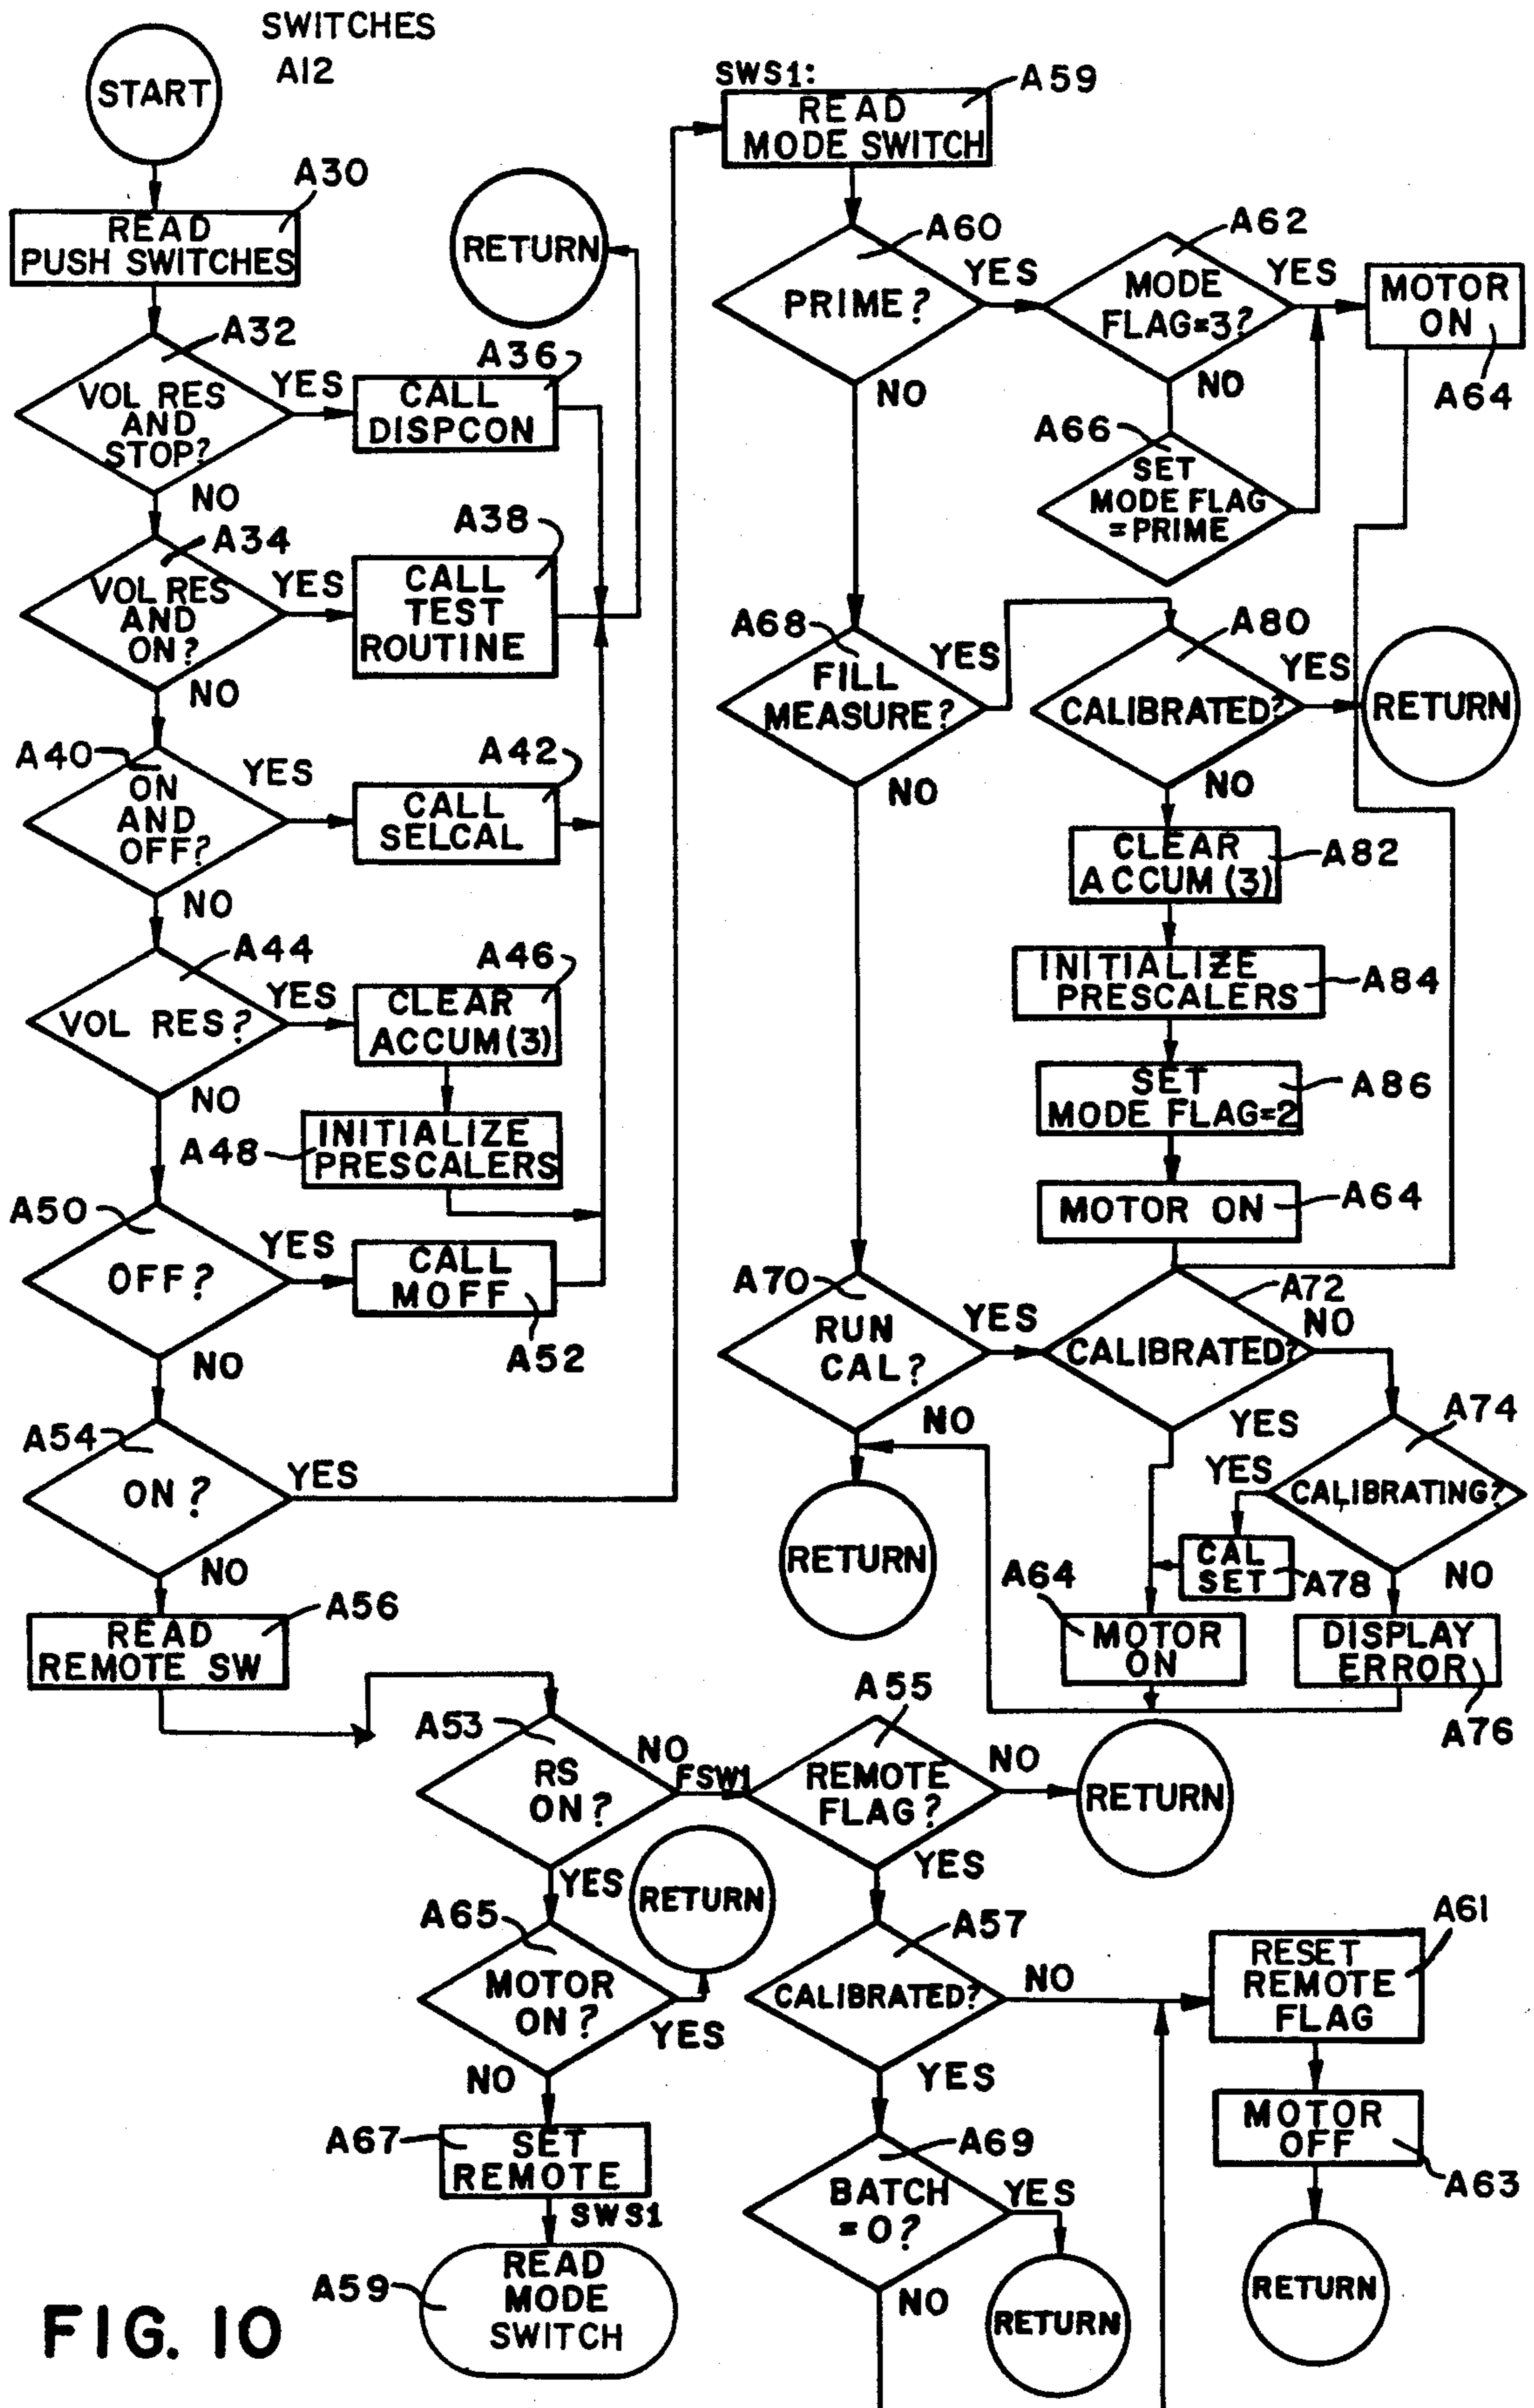 SWITCHES
A12
START
A30
READ
PUSH SWITCHES
RETURN
A32
VOL RES
AND
STOP?
YES
NO
A36
CALL
DISPCON
A34
VOL RES
AND
ON?
YES
NO
A38
CALL
TEST
ROUTINE
A40
ON
AND
OFF?
YES
NO
A42
CALL
SELCAL
A44
VOL RES?
YES
NO
A46
CLEAR
ACCUM(3)
A48
INITIALIZE
PRESCALERS
A50
OFF?
YES
NO
CALL
MOFF
A52
A54
ON?
YES
NO
A56
READ
REMOTE SW
SWS1:
A59
READ
MODE SWITCH
A60
PRIME?
YES
NO
A62
MODE
FLAG=3?
YES
NO
MOTOR
ON
A64
A66
SET
MODE FLAG
=PRIME
A68
FILL
MEASURE?
YES
NO
A80
CALIBRATED?
YES
NO
RETURN
CLEAR
ACCUM(3)
A82
INITIALIZE
PRESCALERS
A84
SET
MODE FLAG=2
A86
MOTOR ON
A64
A70
RUN
CAL?
YES
NO
RETURN
A72
CALIBRATED?
NO
YES
A74
CALIBRATING?
YES
NO
CAL
SET
A78
A64
MOTOR
ON
DISPLAY
ERROR
A76
A53
RS
ON?
NO
FSW1
YES
A55
REMOTE
FLAG?
NO
YES
RETURN
A65
MOTOR
ON?
YES
NO
RETURN
A57
CALIBRATED?
NO
YES
A61
RESET
REMOTE
FLAG
MOTOR
OFF
A63
RETURN
A67
SET
REMOTE
SWS1
A59
READ
MODE
SWITCH
A69
BATCH
=0?
YES
NO
RETURN
FIG. 10